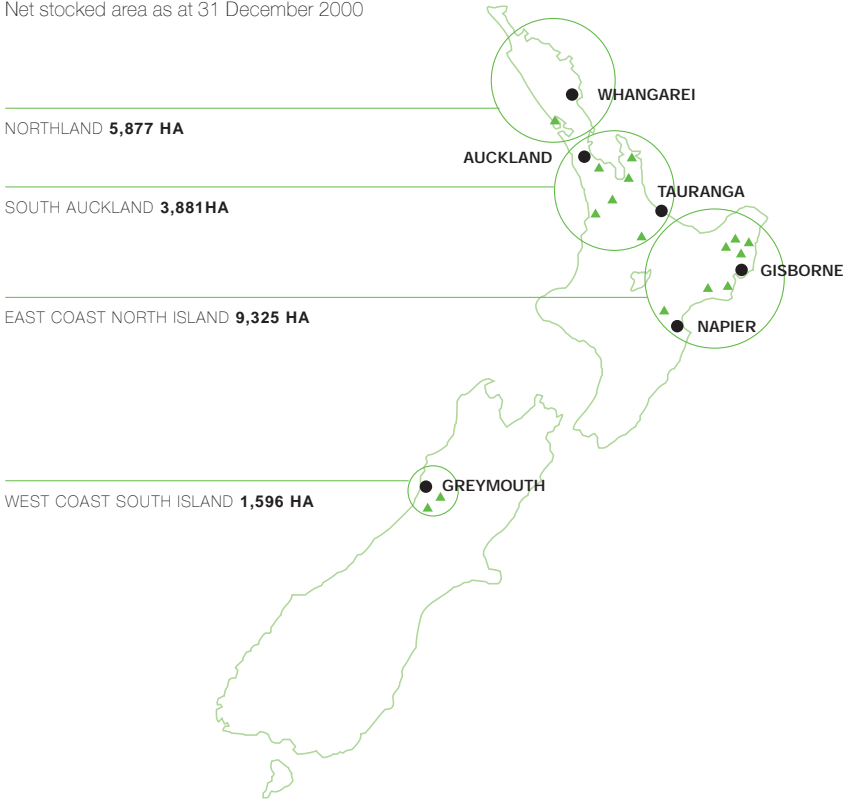 Net stocked area as at 31 December 2000
WHANGAREI
NORTHLAND 5,877 HA
AUCKLAND
TAURANGA
SOUTH AUCKLAND 3,881HA
GISBORNE
EAST COAST NORTH ISLAND 9,325 HA
NAPIER
GREYMOUTH
WEST COAST SOUTH ISLAND 1,596 HA